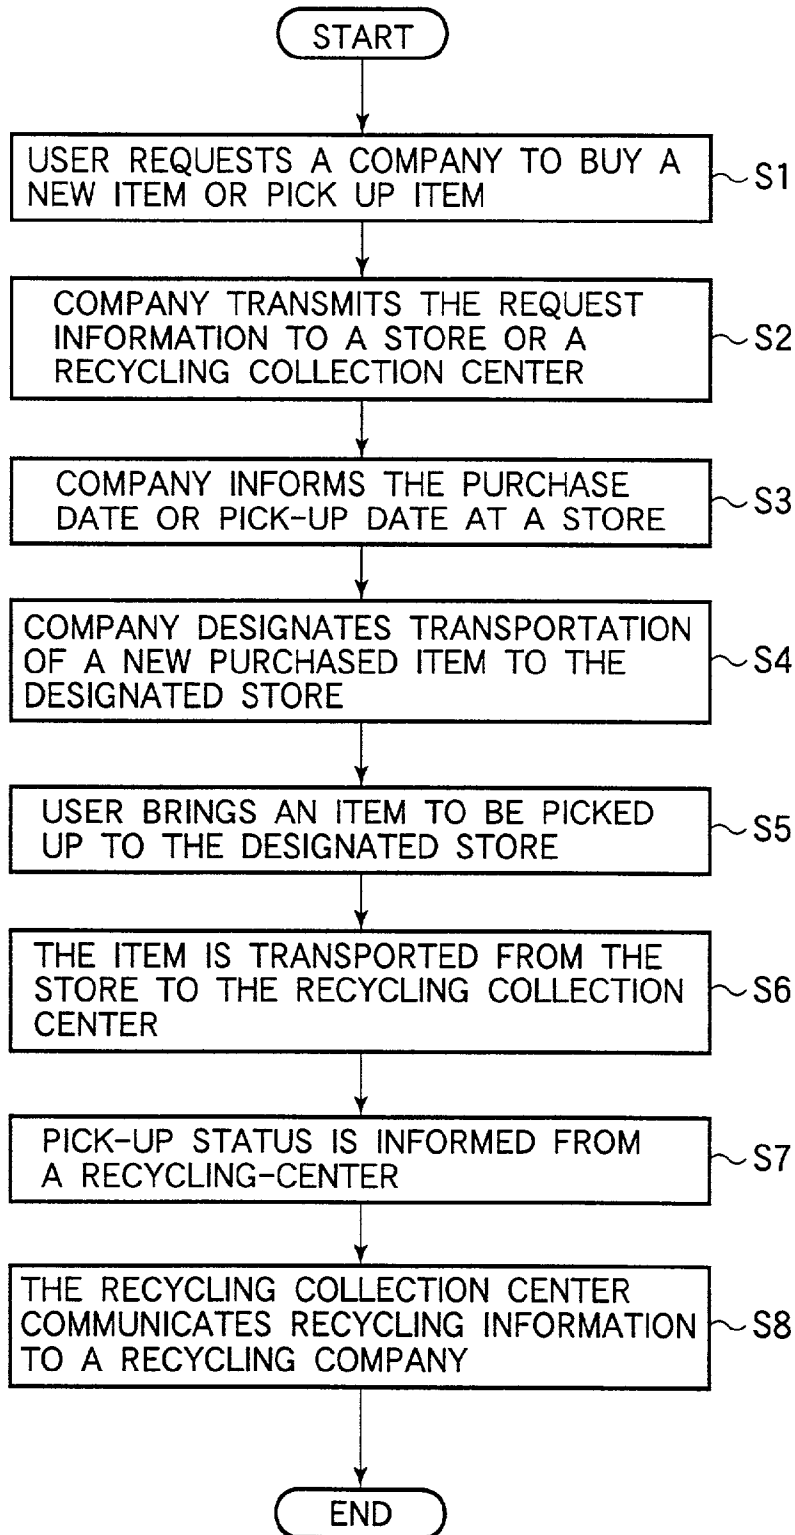 START
USER REQUESTS A COMPANY TO BUY A
NEW ITEM OR PICK UP ITEM
S1
COMPANY TRANSMITS THE REQUEST
INFORMATION TO A STORE OR A
RECYCLING COLLECTION CENTER
S2
COMPANY INFORMS THE PURCHASE
DATE OR PICK-UP DATE AT A STORE
S3
COMPANY DESIGNATES TRANSPORTATION
OF A NEW PURCHASED ITEM TO THE
DESIGNATED STORE
S4
USER BRINGS AN ITEM TO BE PICKED
UP TO THE DESIGNATED STORE
S5
THE ITEM IS TRANSPORTED FROM THE
STORE TO THE RECYCLING COLLECTION
CENTER
S6
PICK-UP STATUS IS INFORMED FROM
A RECYCLING-CENTER
S7
THE RECYCLING COLLECTION CENTER
COMMUNICATES RECYCLING INFORMATION
TO A RECYCLING COMPANY
S8
END